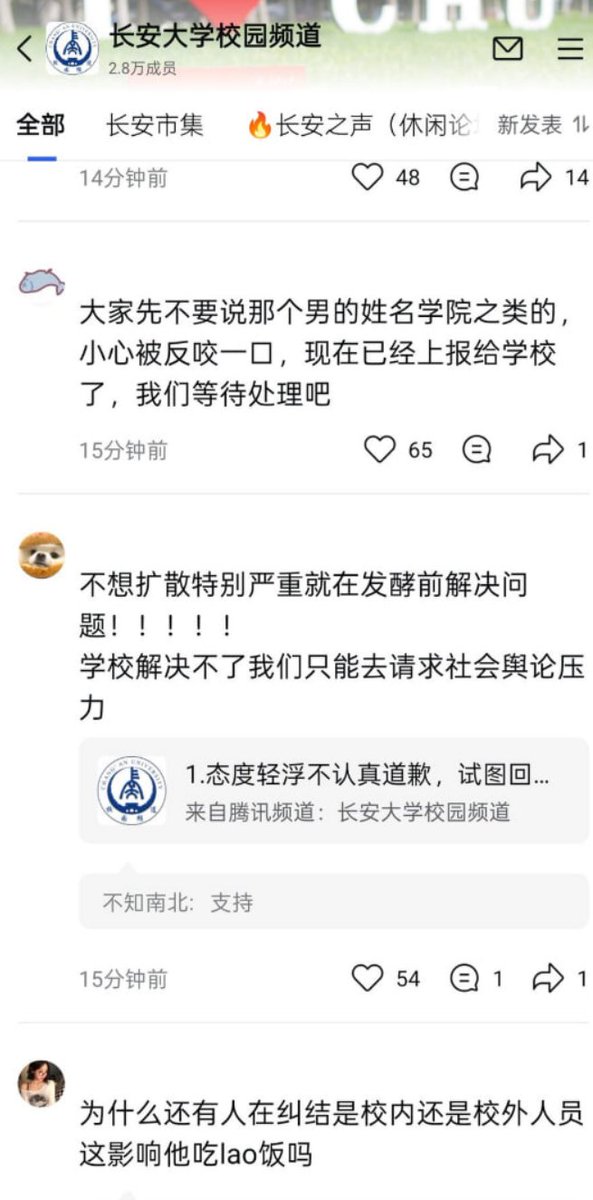 长安大学校园频道
2.8万成员
全部 长安市集 🔥长安之声（休闲论 新发表
14分钟前 48 14
大家先不要说那个男的姓名学院之类的，
小心被反咬一口，现在已经上报给学校
了，我们等待处理吧
15分钟前 65 1
不想扩散特别严重就在发酵前解决问
题！！！！！
学校解决不了我们只能去请求社会舆论压
力
1.态度轻浮不认真道歉，试图回...
来自腾讯频道：长安大学校园频道
不知南北: 支持
15分钟前 54 1 1
为什么还有人在纠结是校内还是校外人员
这影响他吃lao饭吗